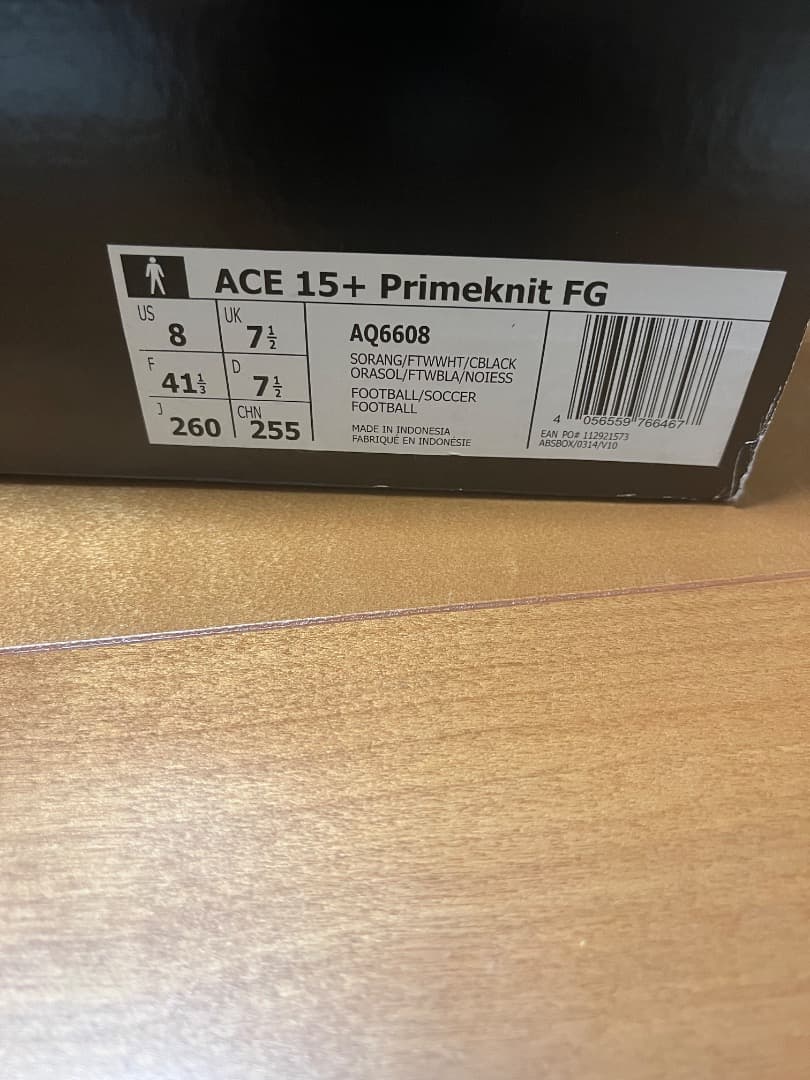 ACE 15+ Primeknit FG
US 8 UK 7½
F 41⅓ D 7½
J 260 CHN 255
AQ6608
SORANG/FTWWHT/CBLACK
ORASOL/FTWBLA/NOIESS
FOOTBALL/SOCCER
FOOTBALL
MADE IN INDONESIA
FABRIQUÉ EN INDONÉSIE
4 056559 766467
EAN PO# 112921573
ABSBOX/0314/V10